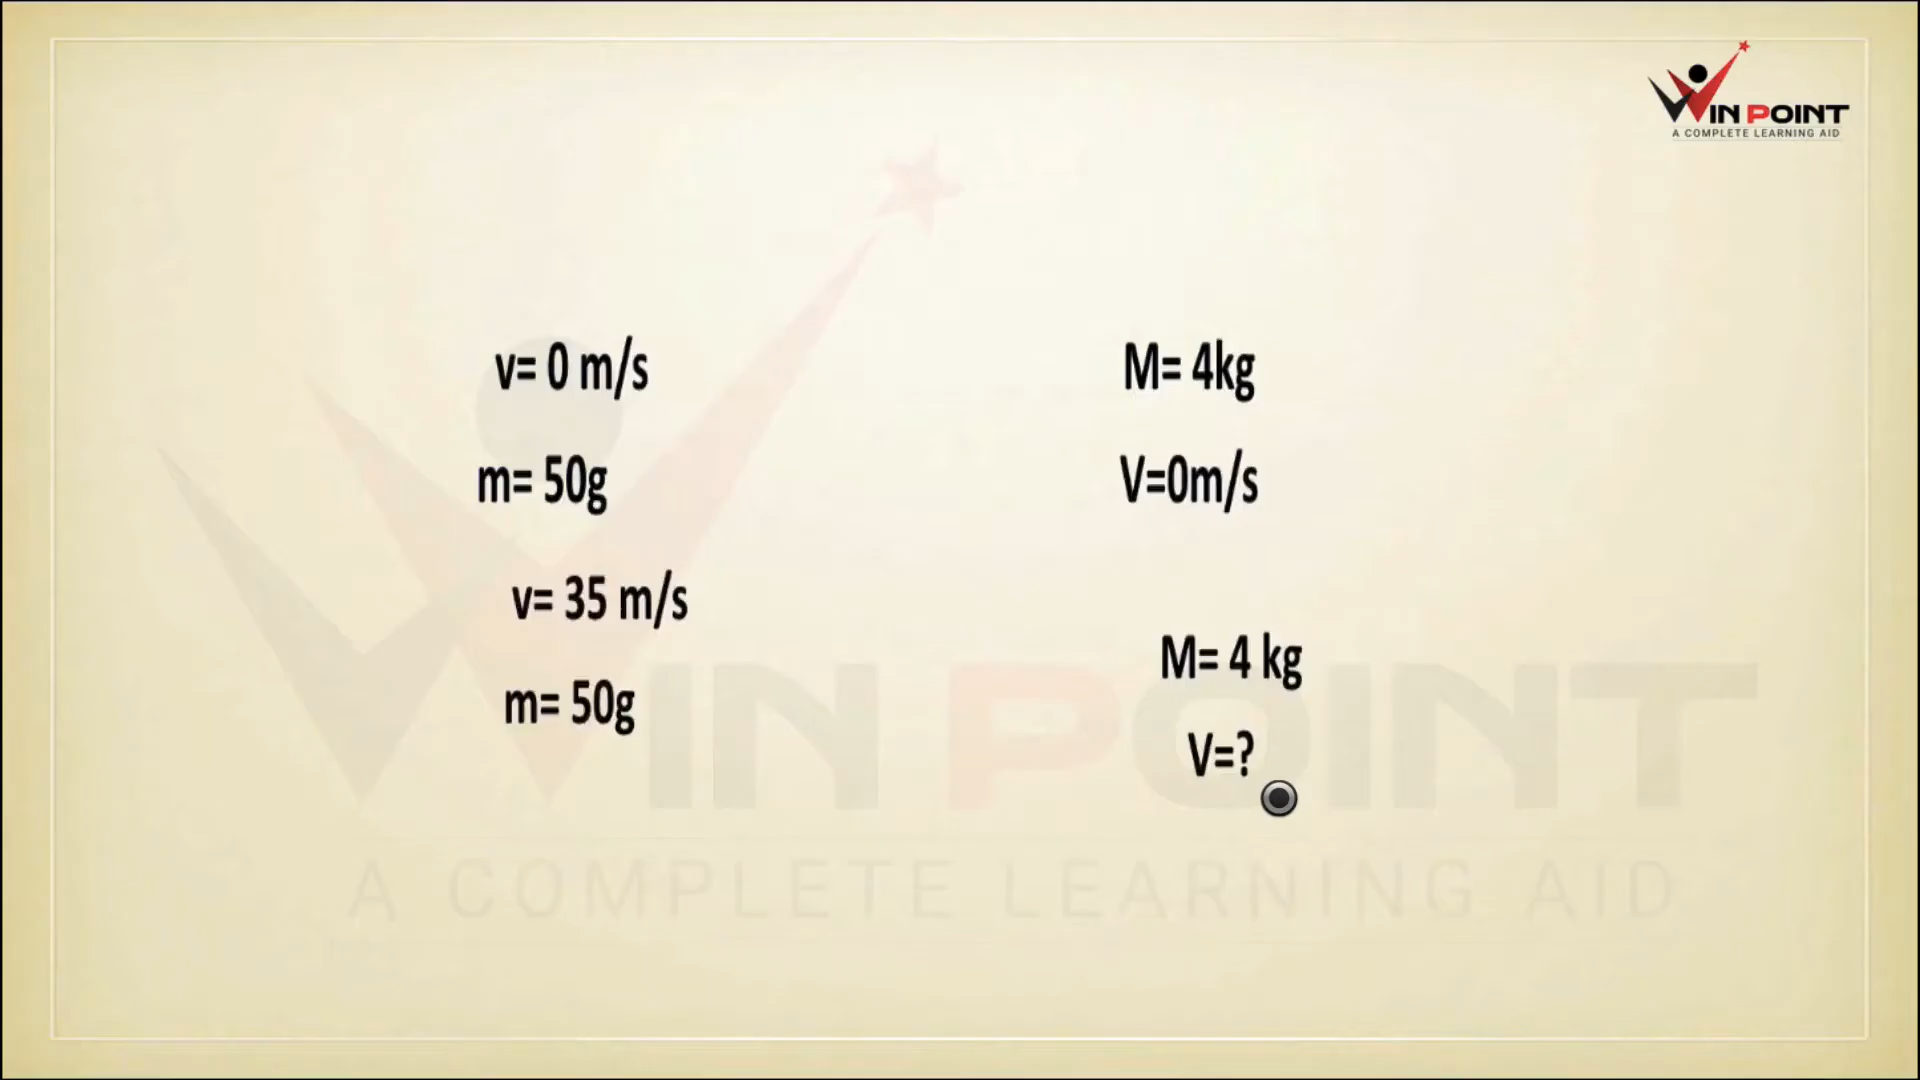 WIN POINT
A COMPLETE LEARNING AID
v= 0 m/s
M= 4kg
m= 50g
V=0m/s
v= 35 m/s
M= 4 kg
m= 50g
V=?
WIN POINT
A COMPLETE LEARNING AID